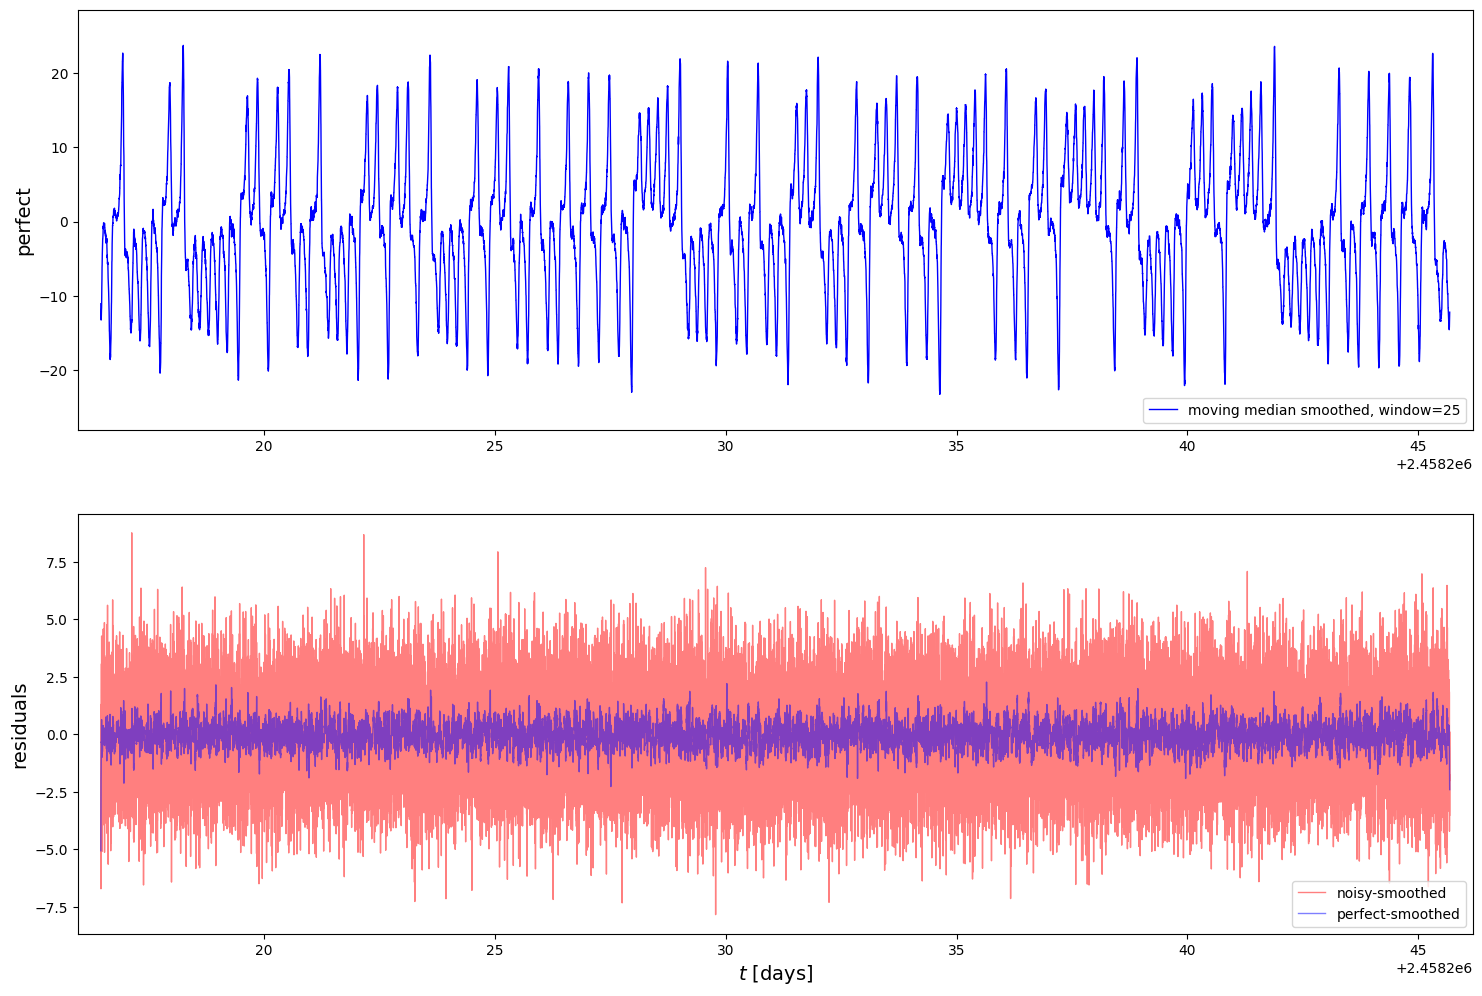 perfect
20
10
0
−10
−20
moving median smoothed, window=25
20 25 30 35 40 45
+2.4582e6
residuals
7.5
5.0
2.5
0.0
−2.5
−5.0
−7.5
noisy-smoothed
perfect-smoothed
20 25 30 35 40 45
+2.4582e6
t [days]